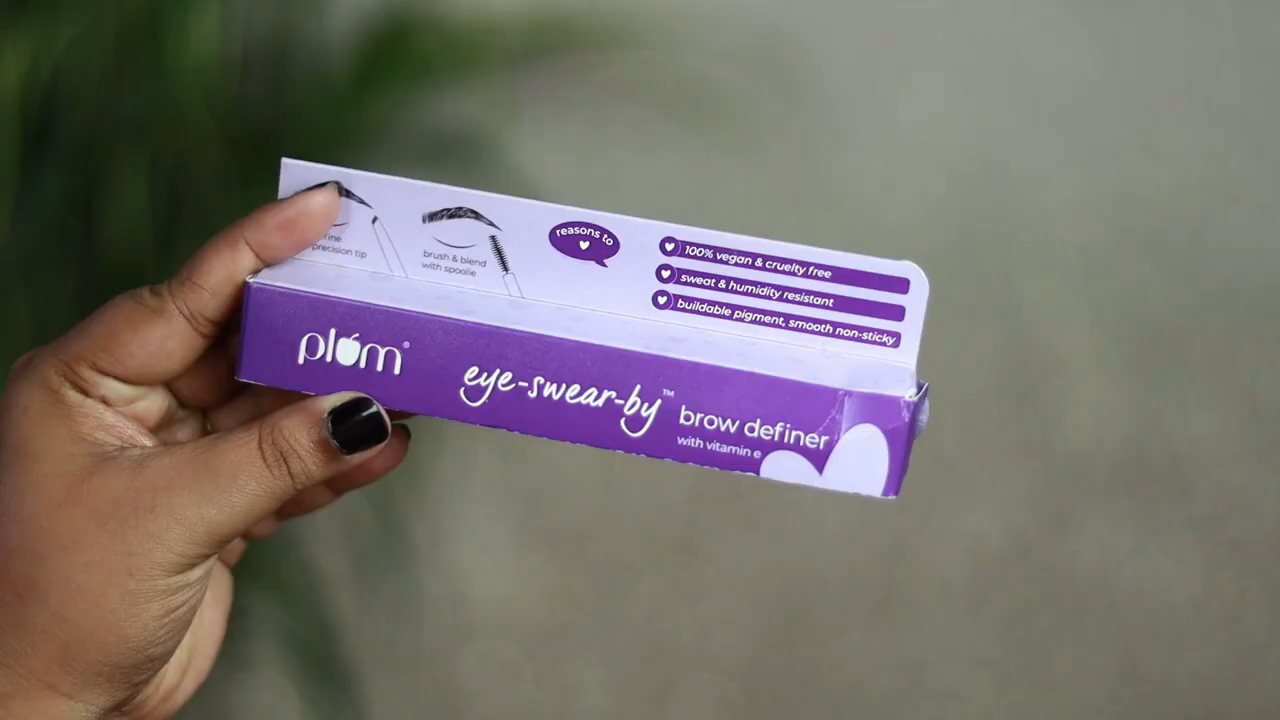 precision tip
brush & blend
with spoolie
reasons to
100% vegan & cruelty free
sweat & humidity resistant
buildable pigment, smooth non-sticky
plum®
eye-swear-by™
brow definer
with vitamin e